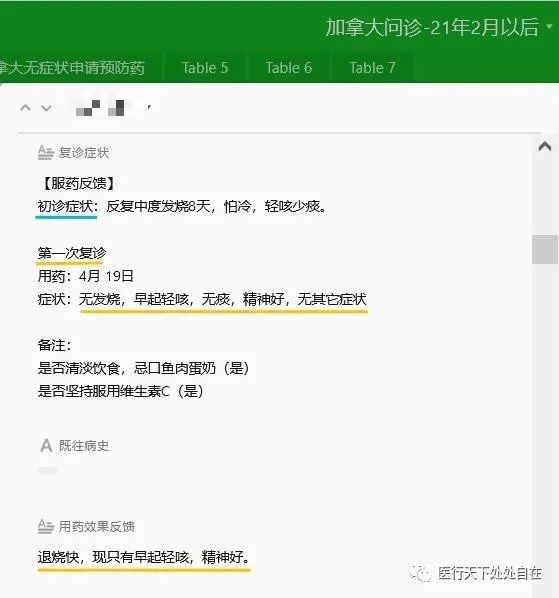 加拿大问诊-21年2月以后
拿大无症状申请预防药 Table 5 Table 6 Table 7
复诊症状
【服药反馈】
初诊症状：反复中度发烧8天，怕冷，轻咳少痰。
第一次复诊
用药：4月 19日
症状：无发烧，早起轻咳，无痰，精神好，无其它症状
备注：
是否清淡饮食，忌口鱼肉蛋奶（是）
是否坚持服用维生素C（是）
A 既往病史
用药效果反馈
退烧快，现只有早起轻咳，精神好。
医行天下处处自在